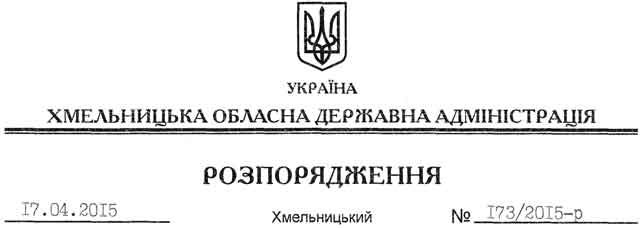 УКРАЇНА
ХМЕЛЬНИЦЬКА ОБЛАСНА ДЕРЖАВНА АДМІНІСТРАЦІЯ
РОЗПОРЯДЖЕННЯ
17.04.2015 Хмельницький № 173/2015-р